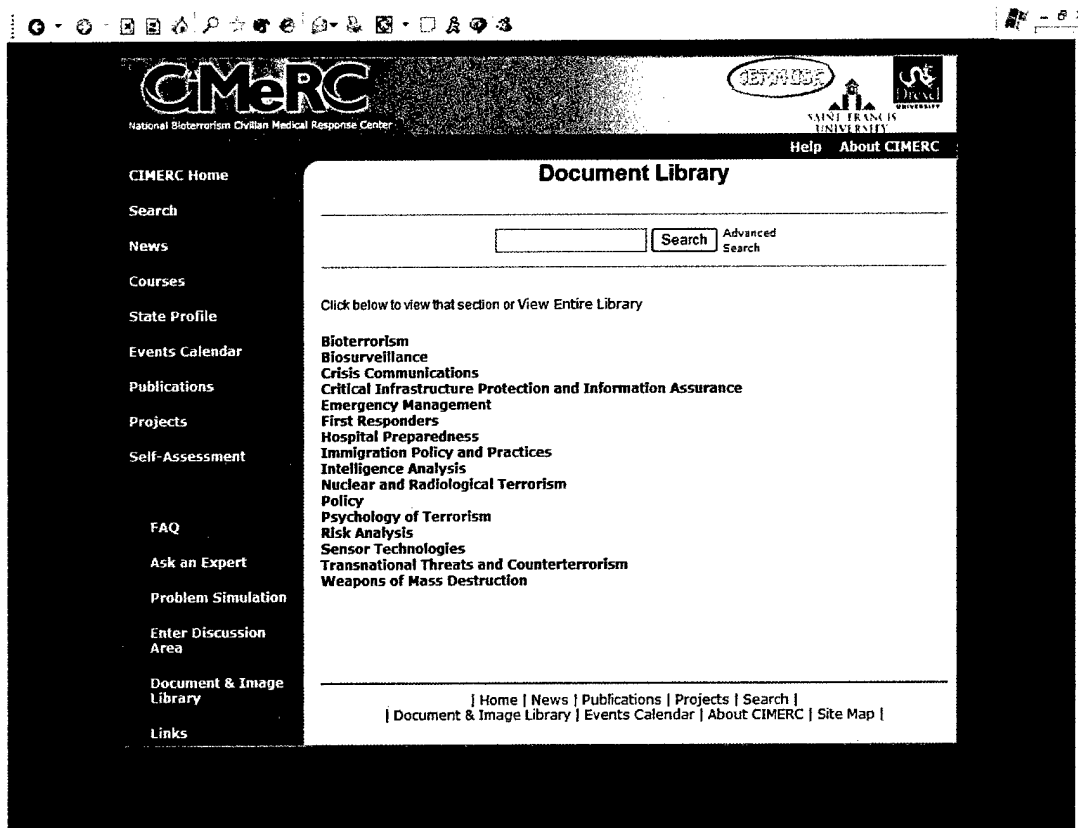 CiMeRC
National Bioterrorism Civilian Medical Response Center
CERMUSA
SAINT FRANCIS
UNIVERSITY
Drexel
UNIVERSITY
Help About CIMERC
CIMERC Home
Search
News
Courses
State Profile
Events Calendar
Publications
Projects
Self-Assessment
FAQ
Ask an Expert
Problem Simulation
Enter Discussion
Area
Document & Image
Library
Links
Document Library
Search
Advanced
Search
Click below to view that section or View Entire Library
Bioterrorism
Biosurveillance
Crisis Communications
Critical Infrastructure Protection and Information Assurance
Emergency Management
First Responders
Hospital Preparedness
Immigration Policy and Practices
Intelligence Analysis
Nuclear and Radiological Terrorism
Policy
Psychology of Terrorism
Risk Analysis
Sensor Technologies
Transnational Threats and Counterterrorism
Weapons of Mass Destruction
| Home | News | Publications | Projects | Search |
| Document & Image Library | Events Calendar | About CIMERC | Site Map |